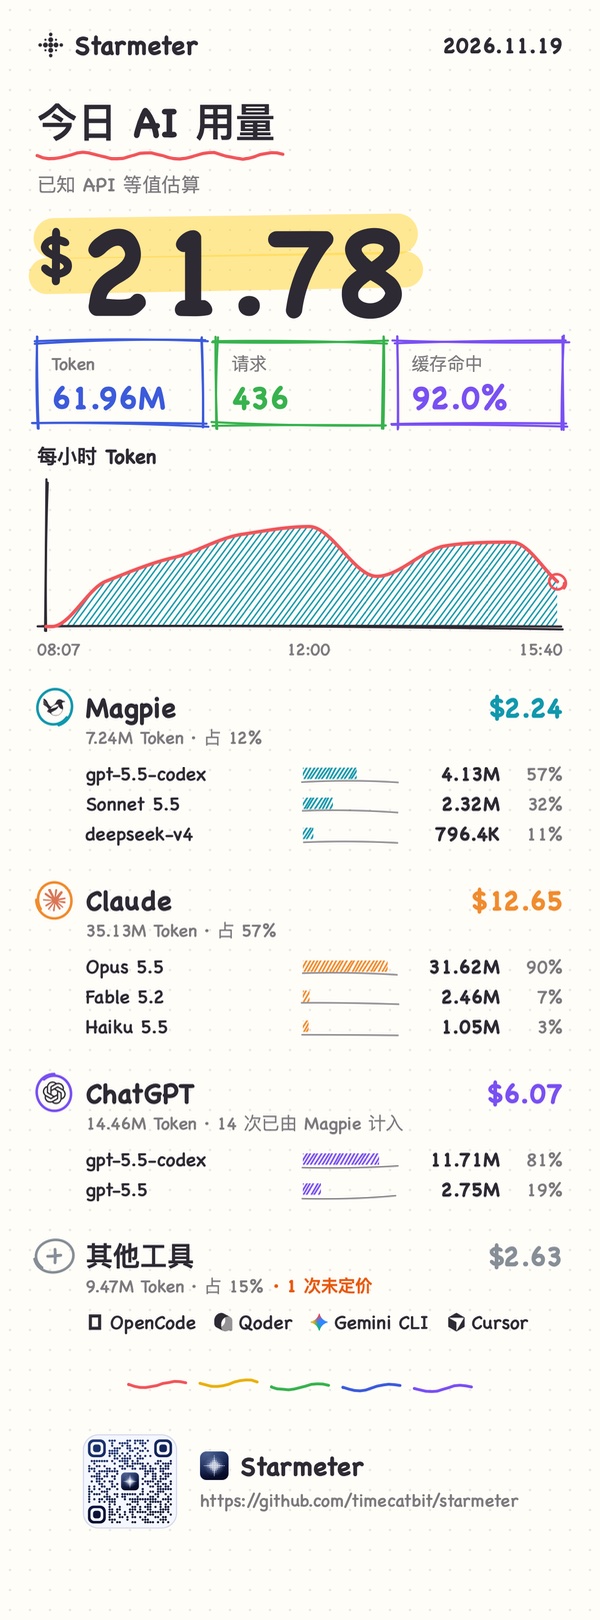 Starmeter 2026.11.19
今日 AI 用量
已知 API 等值估算
$21.78
Token 请求 缓存命中
61.96M 436 92.0%
每小时 Token
08:07 12:00 15:40
Magpie $2.24
7.24M Token · 占 12%
gpt-5.5-codex 4.13M 57%
Sonnet 5.5 2.32M 32%
deepseek-v4 796.4K 11%
Claude $12.65
35.13M Token · 占 57%
Opus 5.5 31.62M 90%
Fable 5.2 2.46M 7%
Haiku 5.5 1.05M 3%
ChatGPT $6.07
14.46M Token · 14 次已由 Magpie 计入
gpt-5.5-codex 11.71M 81%
gpt-5.5 2.75M 19%
其他工具 $2.63
9.47M Token · 占 15% · 1 次未定价
OpenCode Qoder Gemini CLI Cursor
Starmeter
https://github.com/timecatbit/starmeter